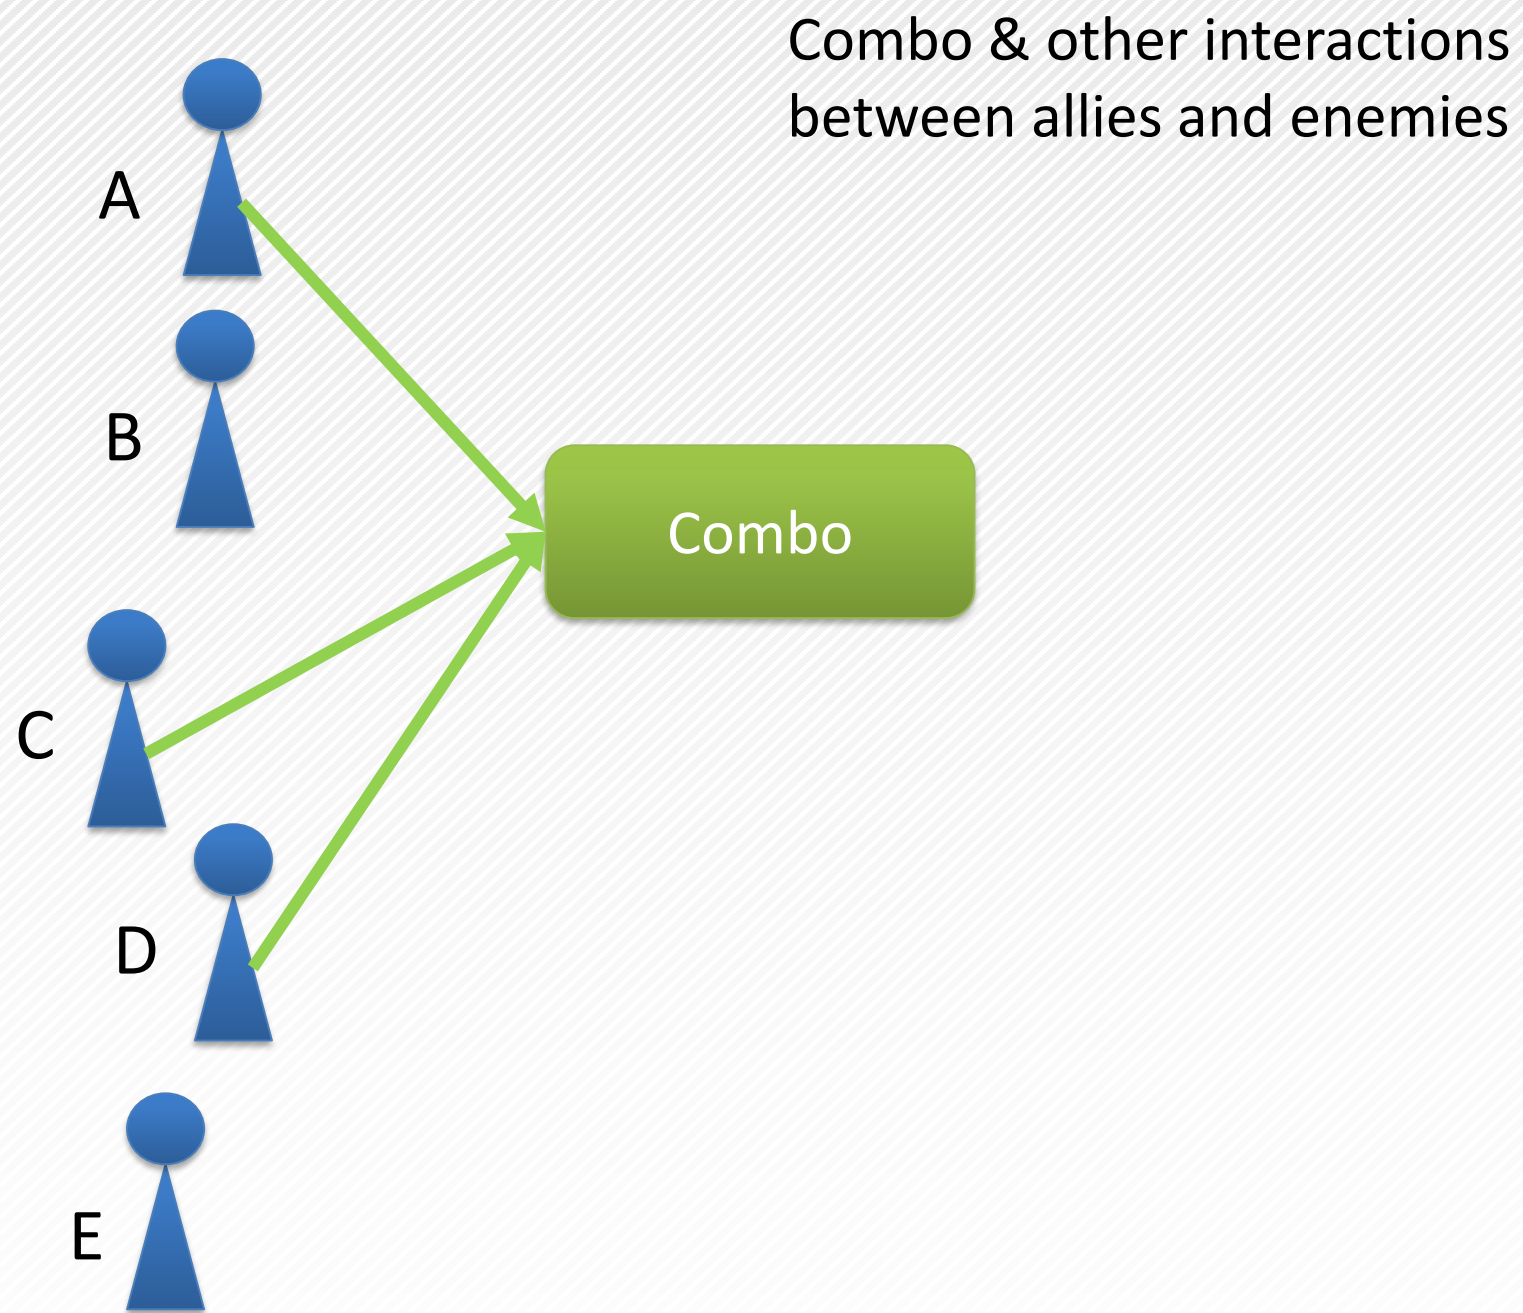 Combo & other interactions
between allies and enemies
A
B
Combo
C
D
E